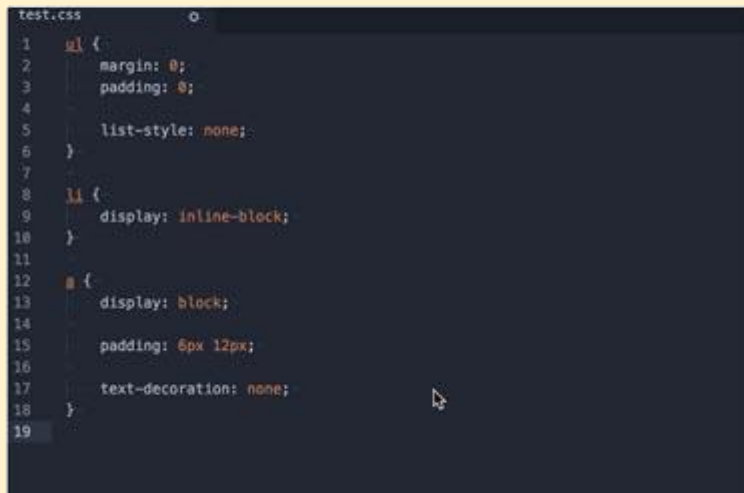 test.css
1 ul {
2 margin: 0;
3 padding: 0;
4
5 list-style: none;
6 }
7
8 li {
9 display: inline-block;
10 }
11
12 a {
13 display: block;
14
15 padding: 6px 12px;
16
17 text-decoration: none;
18 }
19